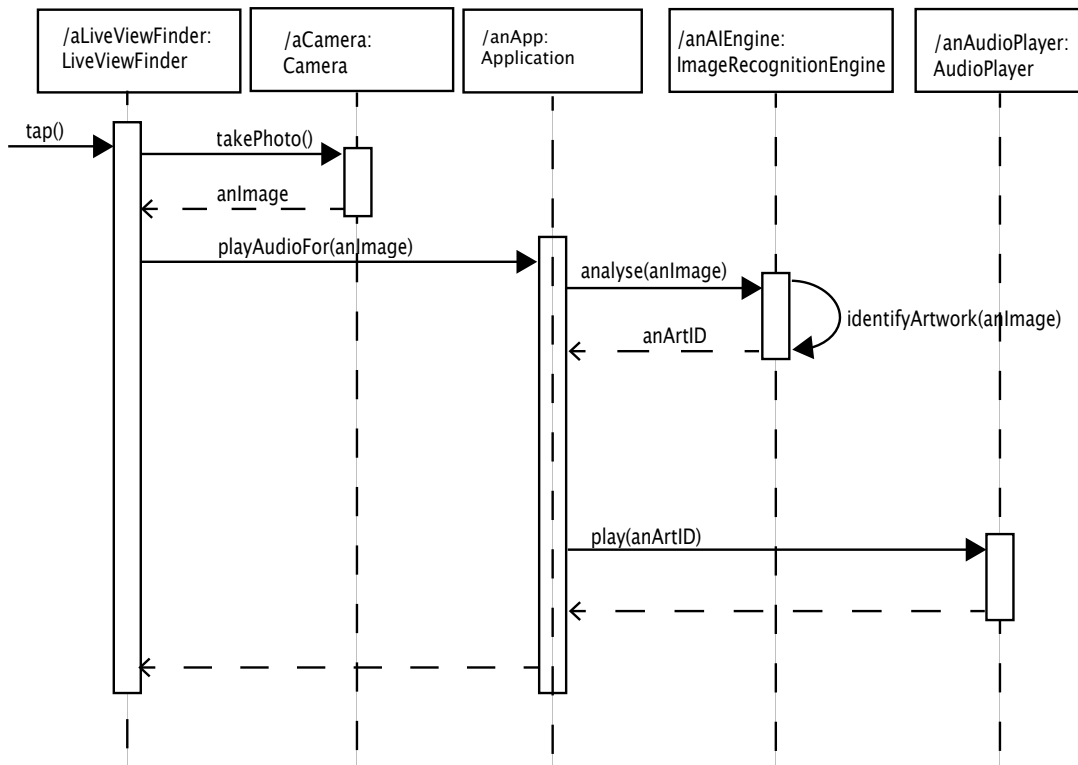 /aLiveViewFinder:
LiveViewFinder
/aCamera:
Camera
/anApp:
Application
/anAIEngine:
ImageRecognitionEngine
/anAudioPlayer:
AudioPlayer
tap()
takePhoto()
anImage
playAudioFor(anImage)
analyse(anImage)
identifyArtwork(anImage)
anArtID
play(anArtID)